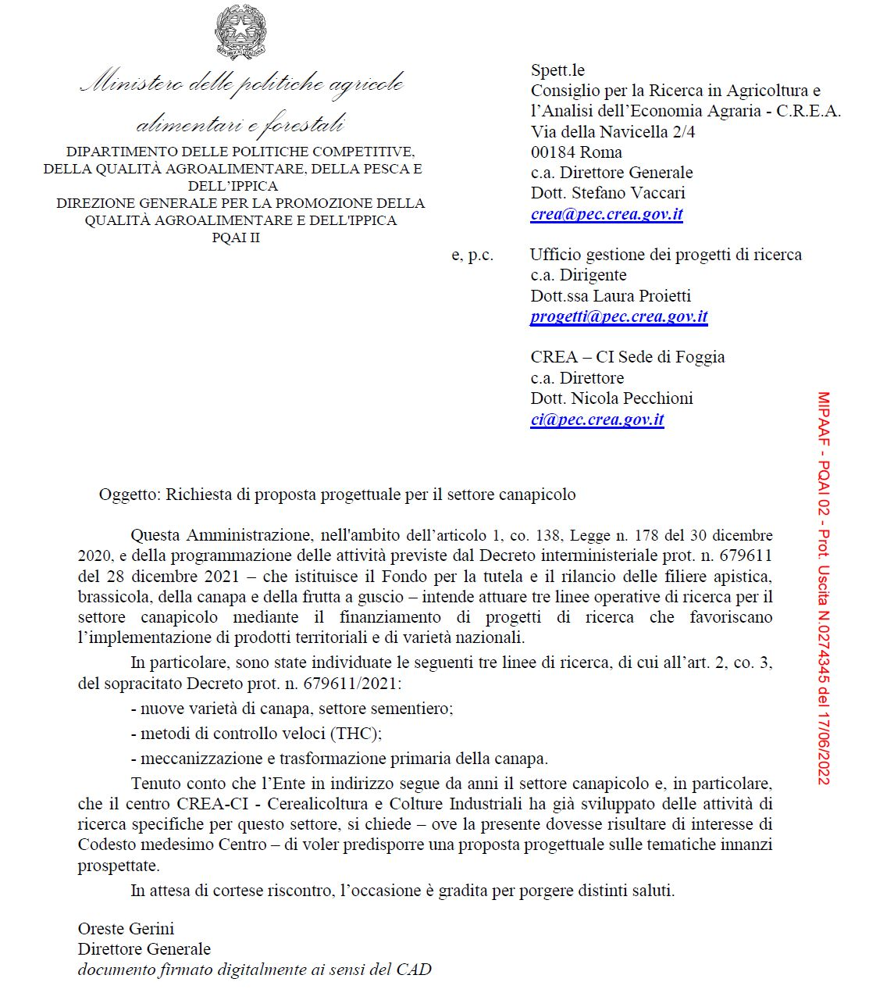 REPVBBLICA ITALIANA
Ministero delle politiche agricole
alimentari e forestali
DIPARTIMENTO DELLE POLITICHE COMPETITIVE,
DELLA QUALITÀ AGROALIMENTARE, DELLA PESCA E
DELL’IPPICA
DIREZIONE GENERALE PER LA PROMOZIONE DELLA
QUALITÀ AGROALIMENTARE E DELL'IPPICA
PQAI II
Spett.le
Consiglio per la Ricerca in Agricoltura e
l’Analisi dell’Economia Agraria - C.R.E.A.
Via della Navicella 2/4
00184 Roma
c.a. Direttore Generale
Dott. Stefano Vaccari
crea@pec.crea.gov.it
e, p.c. Ufficio gestione dei progetti di ricerca
c.a. Dirigente
Dott.ssa Laura Proietti
progetti@pec.crea.gov.it
CREA – CI Sede di Foggia
c.a. Direttore
Dott. Nicola Pecchioni
ci@pec.crea.gov.it
MIPAAF - PQAI 02 - Prot. Uscita N.0274345 del 17/06/2022
Oggetto: Richiesta di proposta progettuale per il settore canapicolo
Questa Amministrazione, nell'ambito dell’articolo 1, co. 138, Legge n. 178 del 30 dicembre
2020, e della programmazione delle attività previste dal Decreto interministeriale prot. n. 679611
del 28 dicembre 2021 – che istituisce il Fondo per la tutela e il rilancio delle filiere apistica,
brassicola, della canapa e della frutta a guscio – intende attuare tre linee operative di ricerca per il
settore canapicolo mediante il finanziamento di progetti di ricerca che favoriscano
l’implementazione di prodotti territoriali e di varietà nazionali.
In particolare, sono state individuate le seguenti tre linee di ricerca, di cui all’art. 2, co. 3,
del sopracitato Decreto prot. n. 679611/2021:
- nuove varietà di canapa, settore sementiero;
- metodi di controllo veloci (THC);
- meccanizzazione e trasformazione primaria della canapa.
Tenuto conto che l’Ente in indirizzo segue da anni il settore canapicolo e, in particolare,
che il centro CREA-CI - Cerealicoltura e Colture Industriali ha già sviluppato delle attività di
ricerca specifiche per questo settore, si chiede – ove la presente dovesse risultare di interesse di
Codesto medesimo Centro – di voler predisporre una proposta progettuale sulle tematiche innanzi
prospettate.
In attesa di cortese riscontro, l’occasione è gradita per porgere distinti saluti.
Oreste Gerini
Direttore Generale
documento firmato digitalmente ai sensi del CAD